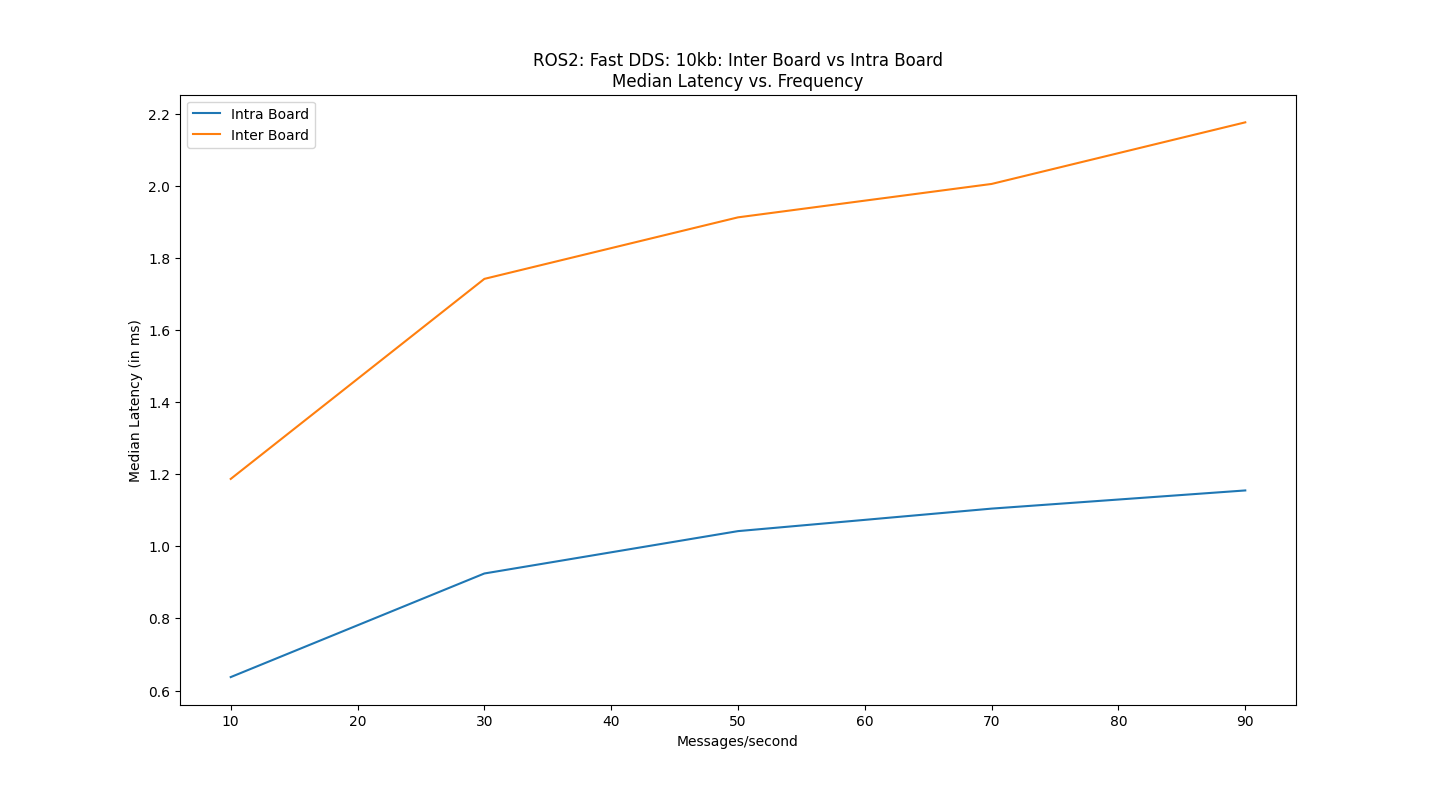 ROS2: Fast DDS: 10kb: Inter Board vs Intra Board
Median Latency vs. Frequency
Intra Board
Inter Board
2.2
2.0
1.8
1.6
1.4
1.2
1.0
0.8
0.6
Median Latency (in ms)
10 20 30 40 50 60 70 80 90
Messages/second